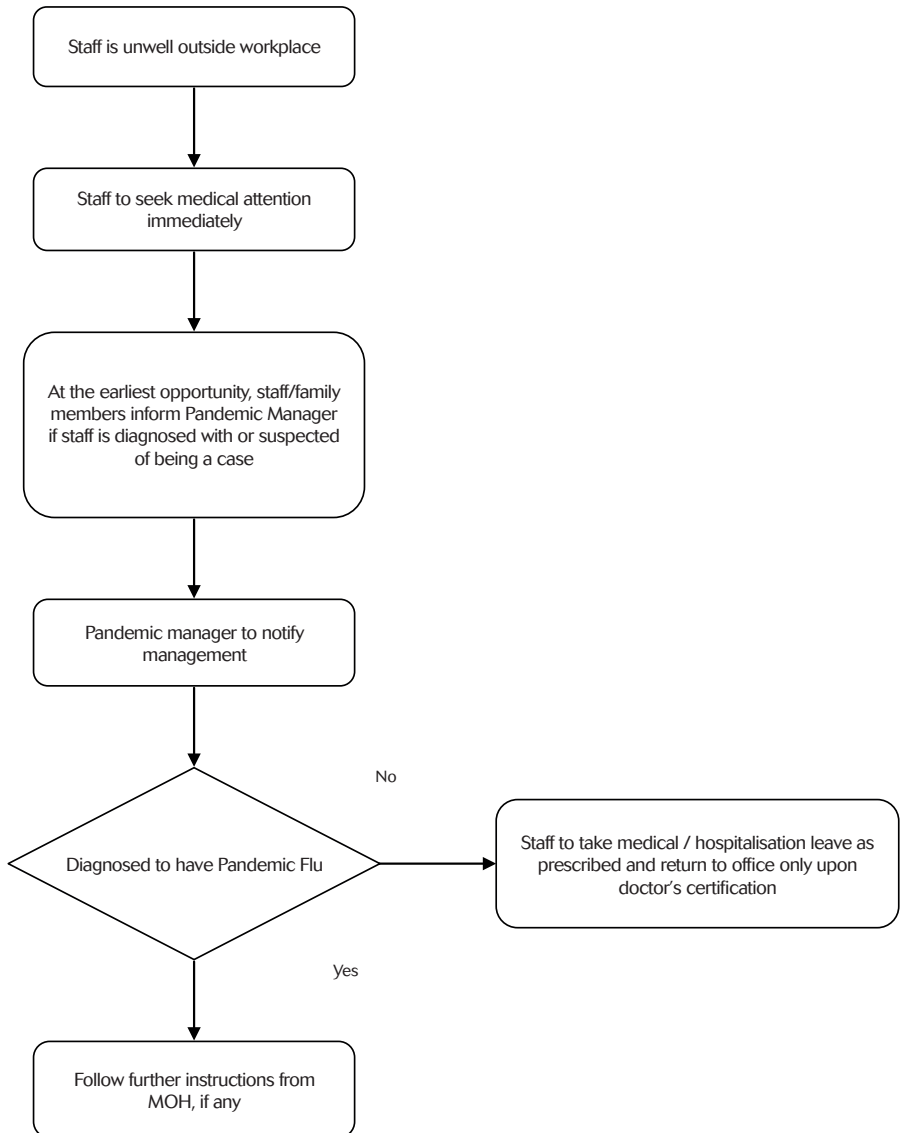 Staff is unwell outside workplace
Staff to seek medical attention
immediately
At the earliest opportunity, staff/family
members inform Pandemic Manager
if staff is diagnosed with or suspected
of being a case
Pandemic manager to notify
management
Diagnosed to have Pandemic Flu
No
Staff to take medical / hospitalisation leave as
prescribed and return to office only upon
doctor's certification
Yes
Follow further instructions from
MOH, if any